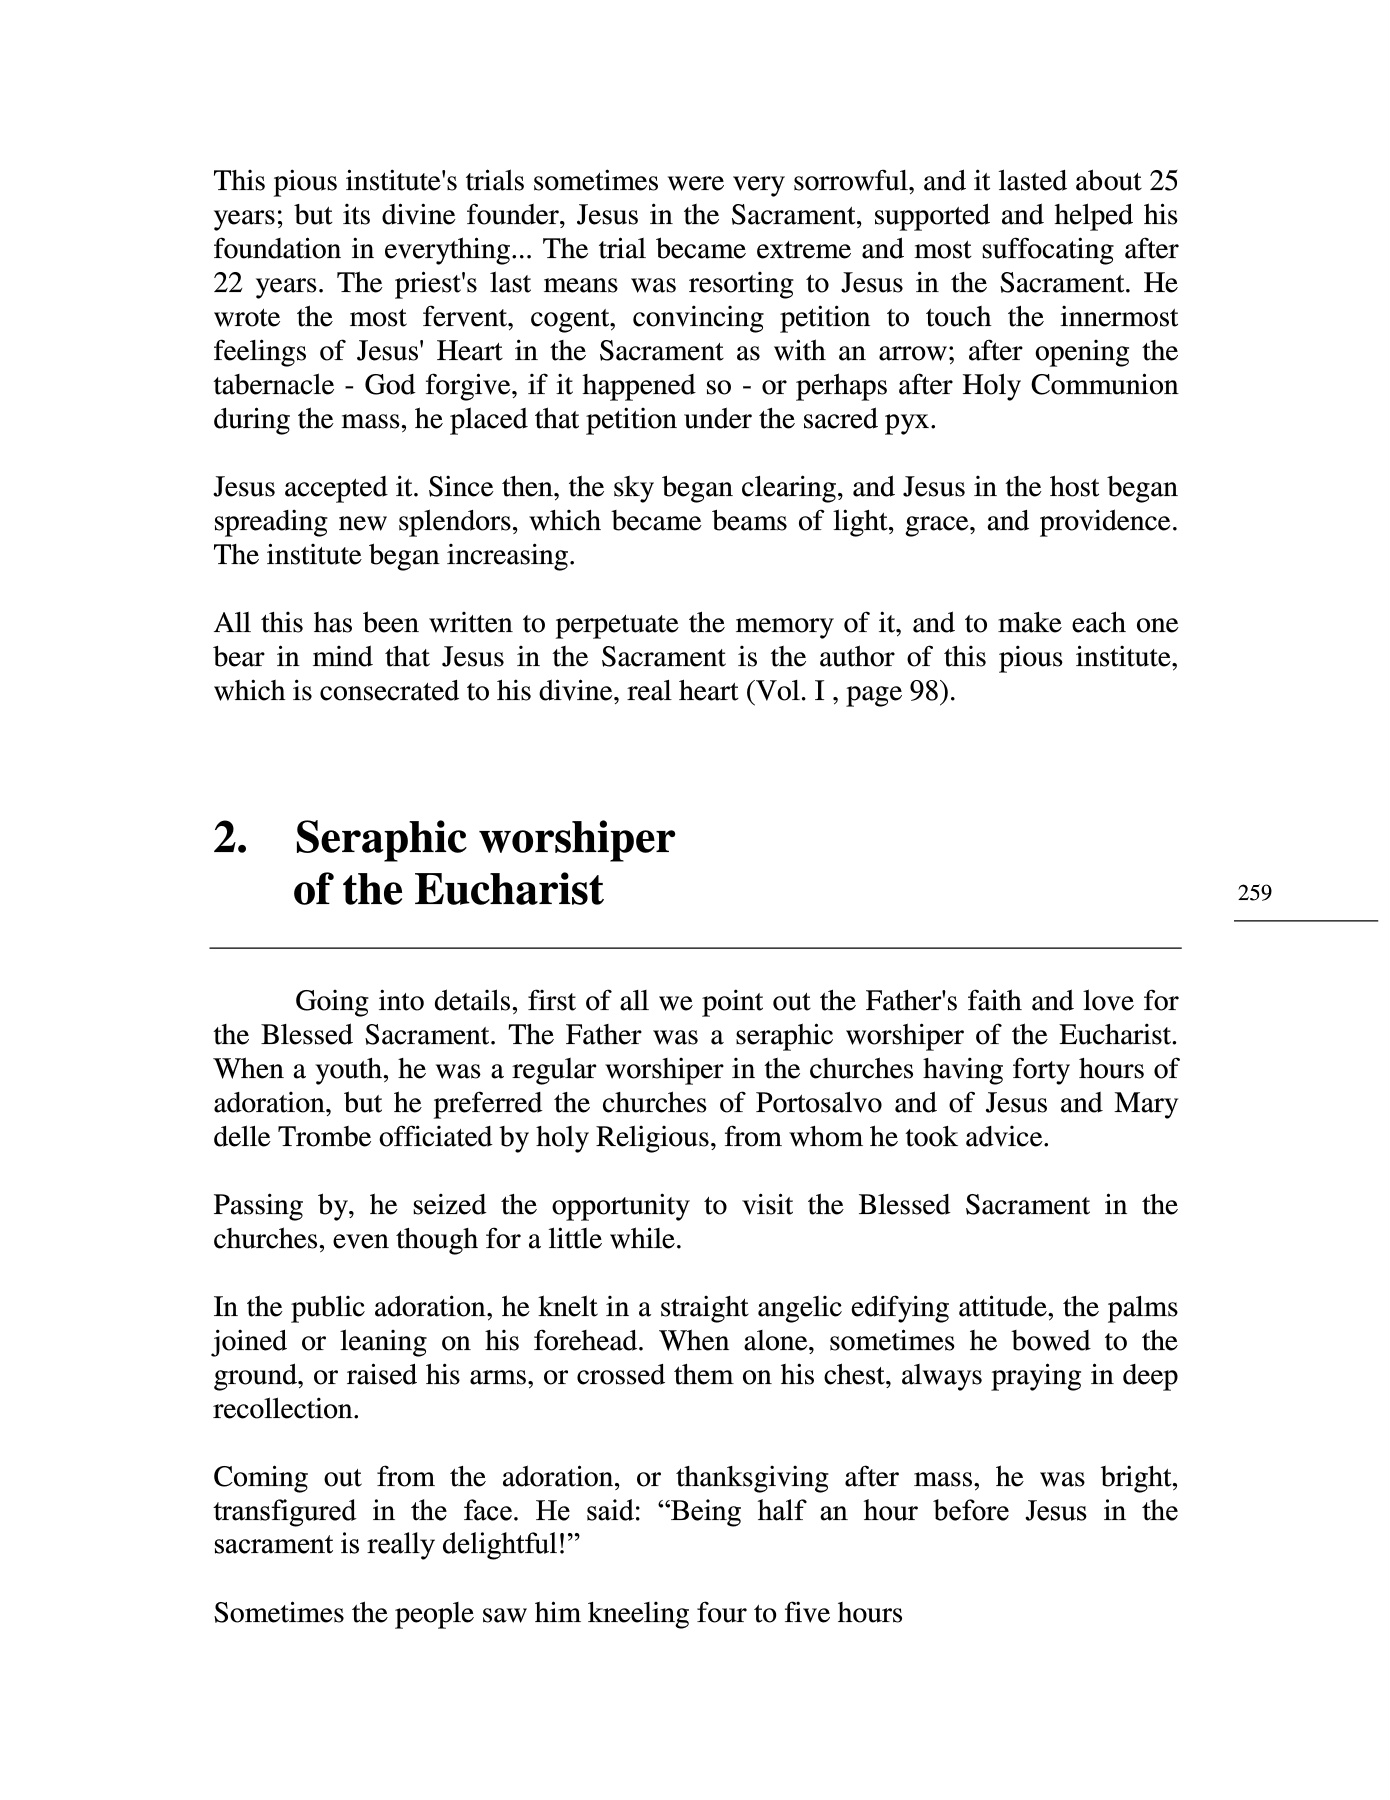 This pious institute's trials sometimes were very sorrowful, and it lasted about 25
years; but its divine founder, Jesus in the Sacrament, supported and helped his
foundation in everything... The trial became extreme and most suffocating after
22 years. The priest's last means was resorting to Jesus in the Sacrament. He
wrote the most fervent, cogent, convincing petition to touch the innermost
feelings of Jesus' Heart in the Sacrament as with an arrow; after opening the
tabernacle - God forgive, if it happened so - or perhaps after Holy Communion
during the mass, he placed that petition under the sacred pyx.
Jesus accepted it. Since then, the sky began clearing, and Jesus in the host began
spreading new splendors, which became beams of light, grace, and providence.
The institute began increasing.
All this has been written to perpetuate the memory of it, and to make each one
bear in mind that Jesus in the Sacrament is the author of this pious institute,
which is consecrated to his divine, real heart (Vol. I , page 98).
2. Seraphic worshiper
of the Eucharist
259
Going into details, first of all we point out the Father's faith and love for
the Blessed Sacrament. The Father was a seraphic worshiper of the Eucharist.
When a youth, he was a regular worshiper in the churches having forty hours of
adoration, but he preferred the churches of Portosalvo and of Jesus and Mary
delle Trombe officiated by holy Religious, from whom he took advice.
Passing by, he seized the opportunity to visit the Blessed Sacrament in the
churches, even though for a little while.
In the public adoration, he knelt in a straight angelic edifying attitude, the palms
joined or leaning on his forehead. When alone, sometimes he bowed to the
ground, or raised his arms, or crossed them on his chest, always praying in deep
recollection.
Coming out from the adoration, or thanksgiving after mass, he was bright,
transfigured in the face. He said: “Being half an hour before Jesus in the
sacrament is really delightful!”
Sometimes the people saw him kneeling four to five hours